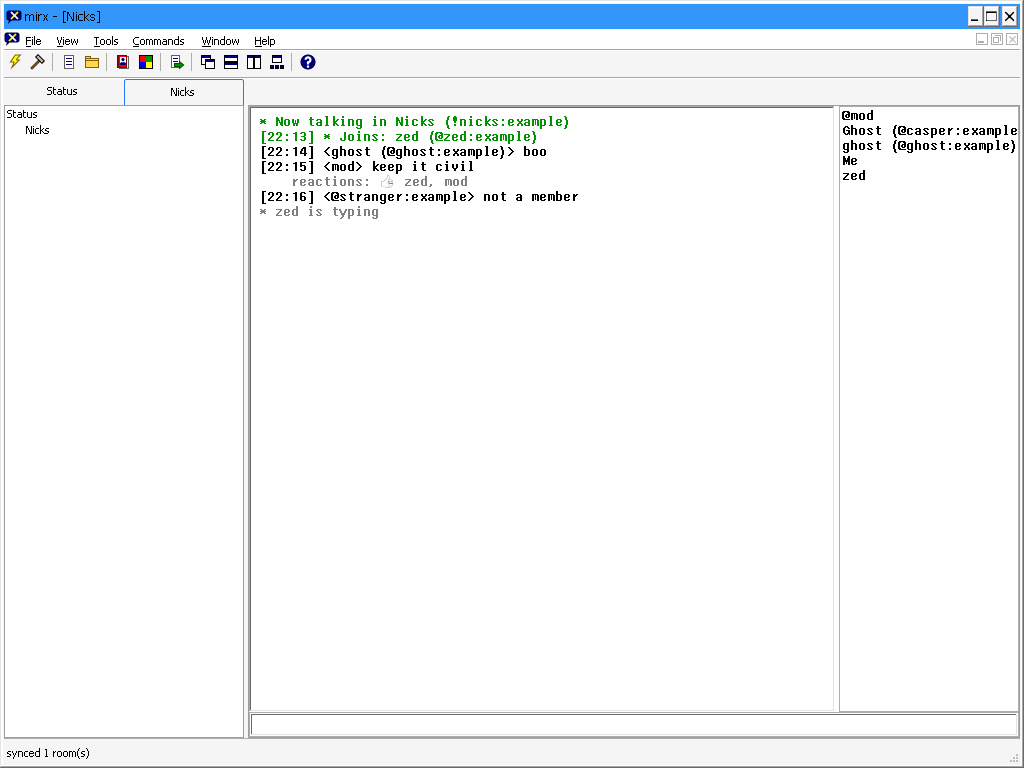 mirx - [Nicks]
File View Tools Commands Window Help
Status Nicks
Status
Nicks
* Now talking in Nicks (!nicks:example)
[22:13] * Joins: zed (@zed:example)
[22:14] <ghost (@ghost:example)> boo
[22:15] <mod> keep it civil
reactions: 👍 zed, mod
[22:16] <@stranger:example> not a member
* zed is typing
@mod
Ghost (@casper:example
ghost (@ghost:example)
Me
zed
synced 1 room(s)